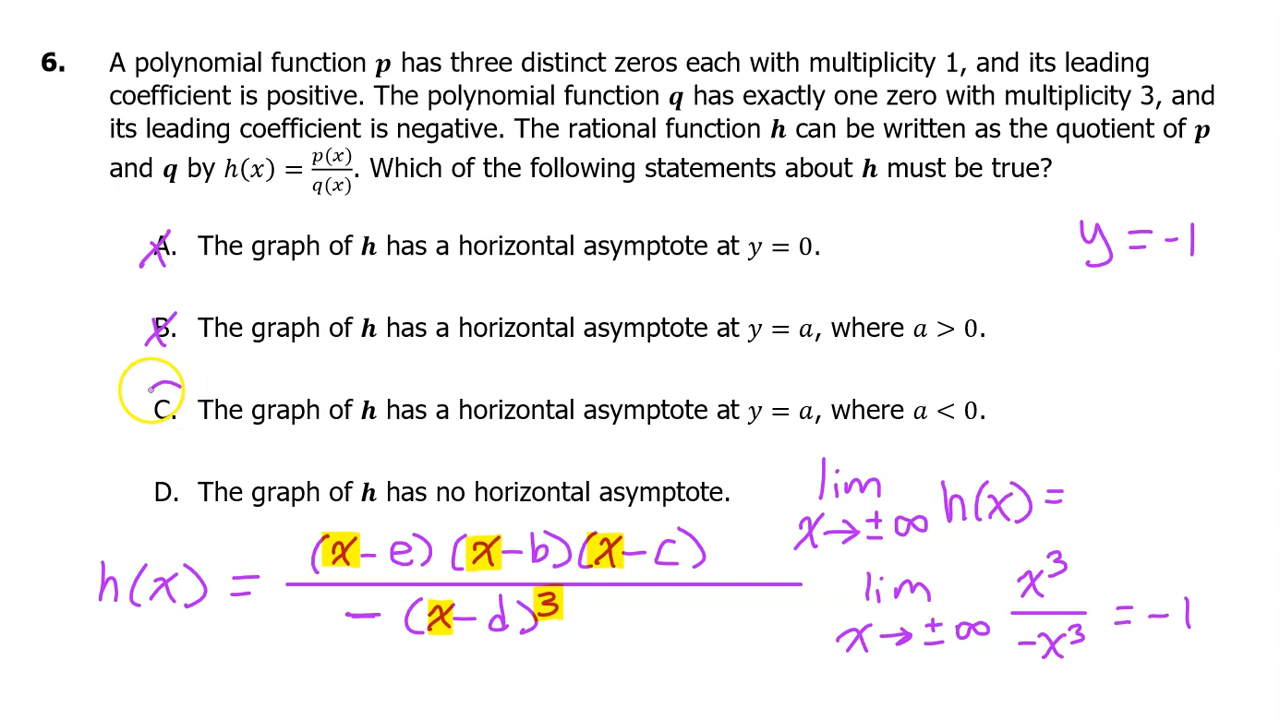 6. A polynomial function p has three distinct zeros each with multiplicity 1, and its leading
coefficient is positive. The polynomial function q has exactly one zero with multiplicity 3, and
its leading coefficient is negative. The rational function h can be written as the quotient of p
and q by h(x) = p(x)/q(x). Which of the following statements about h must be true?
A. The graph of h has a horizontal asymptote at y = 0.
y = -1
B. The graph of h has a horizontal asymptote at y = a, where a > 0.
C. The graph of h has a horizontal asymptote at y = a, where a < 0.
D. The graph of h has no horizontal asymptote.
lim x→±∞ h(x) =
h(x) = (x-e)(x-b)(x-c) / -(x-d)³
lim x→±∞ x³/-x³ = -1